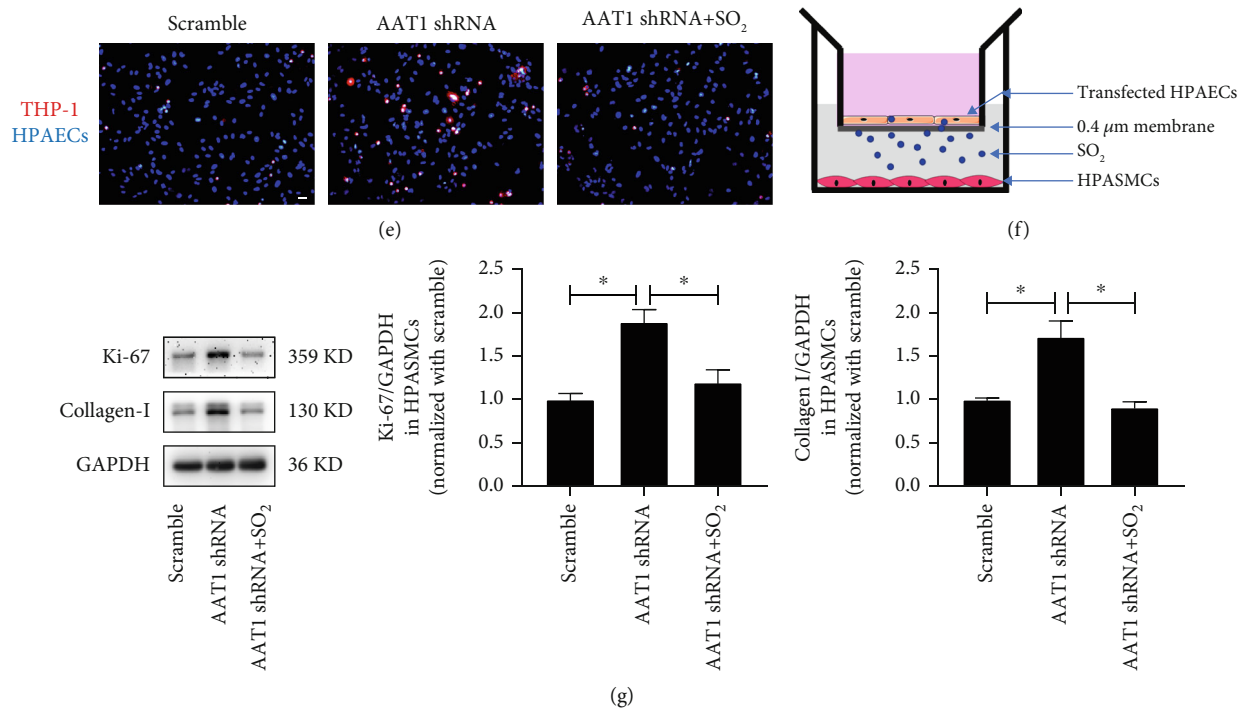 Scramble
AAT1 shRNA
AAT1 shRNA+SO₂
THP-1
HPAECs
(e)
Transfected HPAECs
0.4 μm membrane
SO₂
HPASMCs
(f)
Ki-67
359 KD
Collagen-I
130 KD
GAPDH
36 KD
Scramble
AAT1 shRNA
AAT1 shRNA+SO₂
Ki-67/GAPDH
in HPASMCs
(normalized with scramble)
2.5
2.0
1.5
1.0
0.5
0.0
*
*
Scramble
AAT1 shRNA
AAT1 shRNA+SO₂
Collagen I/GAPDH
in HPASMCs
(normalized with scramble)
2.5
2.0
1.5
1.0
0.5
0.0
*
*
Scramble
AAT1 shRNA
AAT1 shRNA+SO₂
(g)